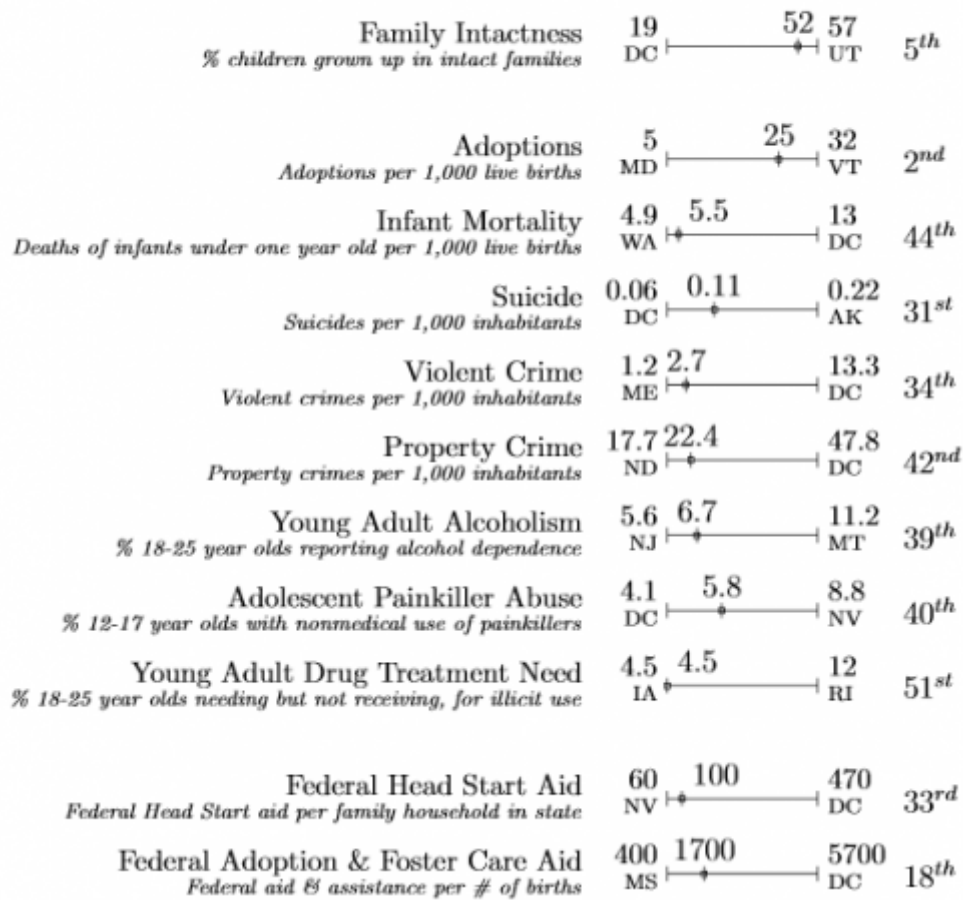 Family Intactness 19 52 57 5th
% children grown up in intact families DC UT
Adoptions 5 25 32 2nd
Adoptions per 1,000 live births MD VT
Infant Mortality 4.9 5.5 13 44th
Deaths of infants under one year old per 1,000 live births WA DC
Suicide 0.06 0.11 0.22 31st
Suicides per 1,000 inhabitants DC AK
Violent Crime 1.2 2.7 13.3 34th
Violent crimes per 1,000 inhabitants ME DC
Property Crime 17.7 22.4 47.8 42nd
Property crimes per 1,000 inhabitants ND DC
Young Adult Alcoholism 5.6 6.7 11.2 39th
% 18-25 year olds reporting alcohol dependence NJ MT
Adolescent Painkiller Abuse 4.1 5.8 8.8 40th
% 12-17 year olds with nonmedical use of painkillers DC NV
Young Adult Drug Treatment Need 4.5 4.5 12 51st
% 18-25 year olds needing but not receiving, for illicit use IA RI
Federal Head Start Aid 60 100 470 33rd
Federal Head Start aid per family household in state NV DC
Federal Adoption & Foster Care Aid 400 1700 5700 18th
Federal aid & assistance per # of births MS DC